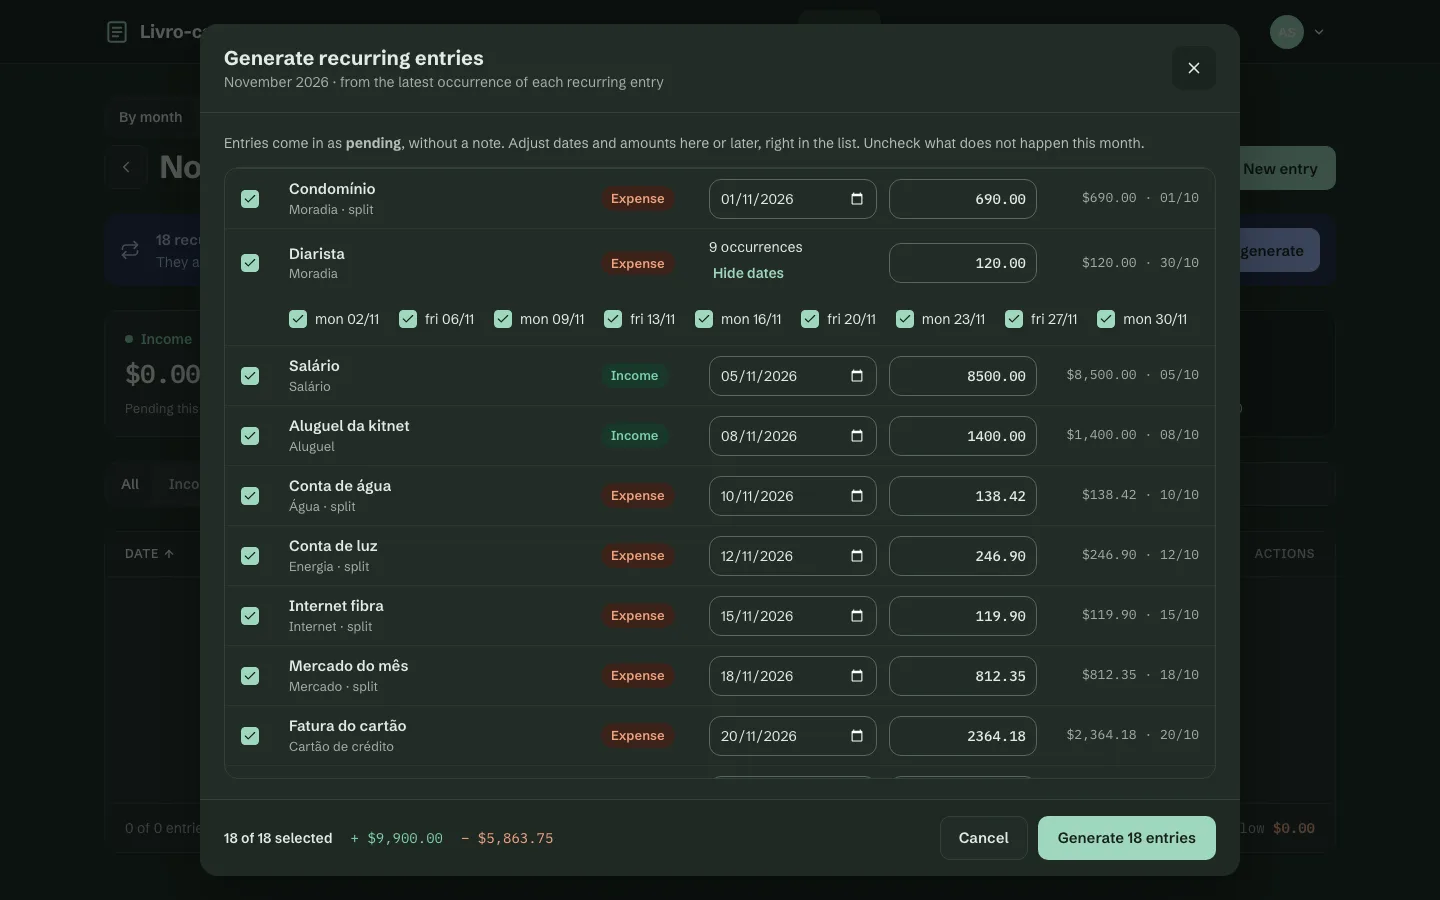 Livro-c
AS
Generate recurring entries
November 2026 · from the latest occurrence of each recurring entry
By month
No
New entry
18 recu
They a
generate
Income
$0.00
Pending this
All
Inco
DATE ↑
ACTIONS
0 of 0 entrie
low $0.00
Entries come in as pending, without a note. Adjust dates and amounts here or later, right in the list. Uncheck what does not happen this month.
Condomínio
Moradia · split
Expense
01/11/2026
690.00
$690.00 · 01/10
Diarista
Moradia
Expense
9 occurrences
Hide dates
120.00
$120.00 · 30/10
mon 02/11
fri 06/11
mon 09/11
fri 13/11
mon 16/11
fri 20/11
mon 23/11
fri 27/11
mon 30/11
Salário
Salário
Income
05/11/2026
8500.00
$8,500.00 · 05/10
Aluguel da kitnet
Aluguel
Income
08/11/2026
1400.00
$1,400.00 · 08/10
Conta de água
Água · split
Expense
10/11/2026
138.42
$138.42 · 10/10
Conta de luz
Energia · split
Expense
12/11/2026
246.90
$246.90 · 12/10
Internet fibra
Internet · split
Expense
15/11/2026
119.90
$119.90 · 15/10
Mercado do mês
Mercado · split
Expense
18/11/2026
812.35
$812.35 · 18/10
Fatura do cartão
Cartão de crédito
Expense
20/11/2026
2364.18
$2,364.18 · 20/10
18 of 18 selected
+ $9,900.00
− $5,863.75
Cancel
Generate 18 entries